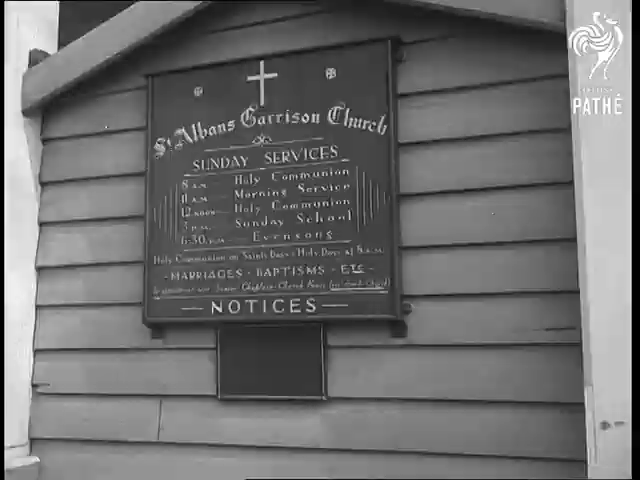 St Albans Garrison Church
SUNDAY SERVICES
8 A.M. Holy Communion
11 A.M. Morning Service
12 NOON Holy Communion
3 P.M. Sunday School
6:30 P.M. Evensong
Holy Communion on Saints Days - Holy Days at 8 A.M.
- MARRIAGES - BAPTISMS - ETC -
- NOTICES -
BRITISH
PATHÉ